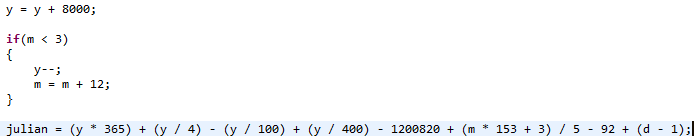 y = y + 8000;
if(m < 3)
{
y--;
m = m + 12;
}
julian = (y * 365) + (y / 4) - (y / 100) + (y / 400) - 1200820 + (m * 153 + 3) / 5 - 92 + (d - 1);